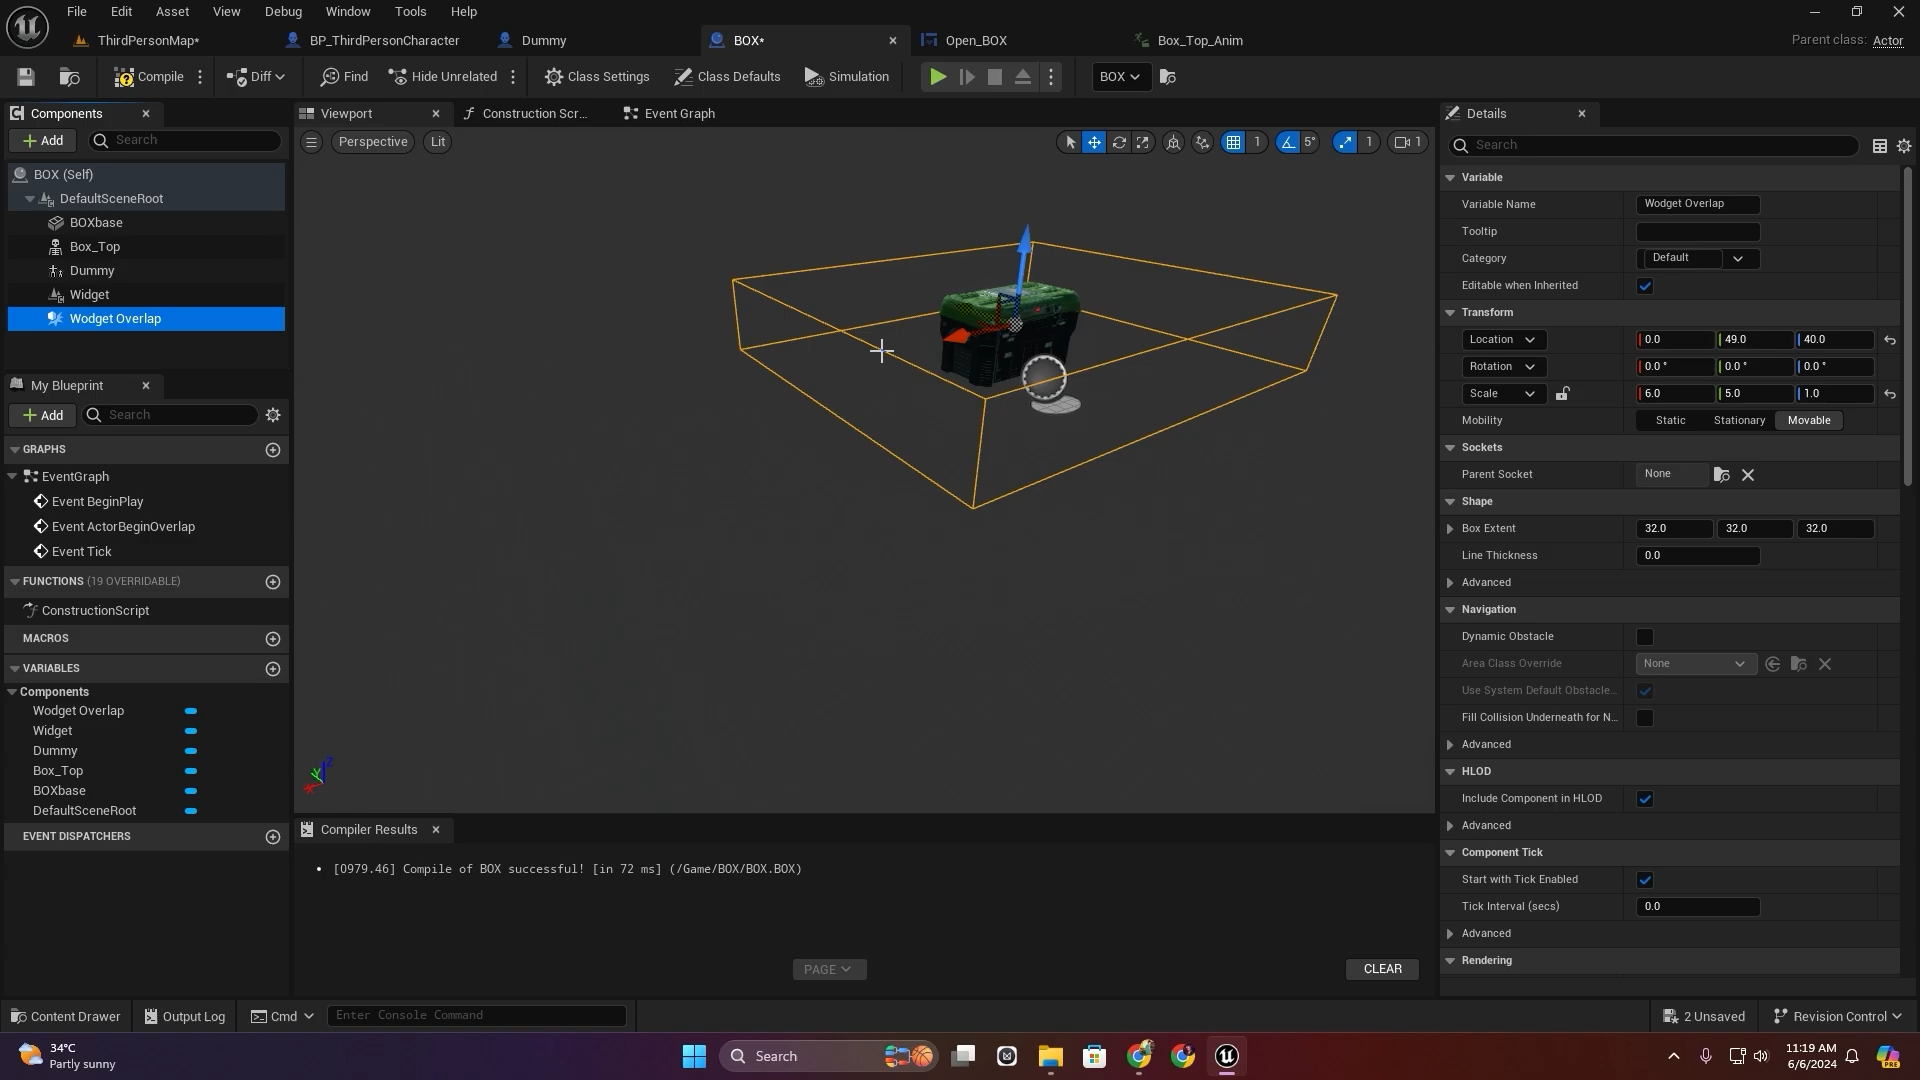 File Edit Asset View Debug Window Tools Help
ThirdPersonMap* BP_ThirdPersonCharacter Dummy BOX* Open_BOX Box_Top_Anim Parent class: Actor
Compile Diff Find Hide Unrelated Class Settings Class Defaults Simulation BOX
Components
Add Search
BOX (Self)
DefaultSceneRoot
BOXbase
Box_Top
Dummy
Widget
Wodget Overlap
My Blueprint
Add Search
GRAPHS
EventGraph
Event BeginPlay
Event ActorBeginOverlap
Event Tick
FUNCTIONS (19 OVERRIDABLE)
ConstructionScript
MACROS
VARIABLES
Components
Wodget Overlap
Widget
Dummy
Box_Top
BOXbase
DefaultSceneRoot
EVENT DISPATCHERS
Viewport Construction Scr... Event Graph
Perspective Lit 1 5° 1 1
Z
Y
X
Compiler Results
[0979.46] Compile of BOX successful! [in 72 ms] (/Game/BOX/BOX.BOX)
PAGE CLEAR
Details
Search
Variable
Variable Name Wodget Overlap
Tooltip
Category Default
Editable when Inherited
Transform
Location 0.0 49.0 40.0
Rotation 0.0 ° 0.0 ° 0.0 °
Scale 6.0 5.0 1.0
Mobility Static Stationary Movable
Sockets
Parent Socket None
Shape
Box Extent 32.0 32.0 32.0
Line Thickness 0.0
Advanced
Navigation
Dynamic Obstacle
Area Class Override None
Use System Default Obstacle...
Fill Collision Underneath for N...
Advanced
HLOD
Include Component in HLOD
Advanced
Component Tick
Start with Tick Enabled
Tick Interval (secs) 0.0
Advanced
Rendering
Content Drawer Output Log Cmd Enter Console Command 2 Unsaved Revision Control
34°C
Partly sunny
Search
11:19 AM
6/6/2024
PRE